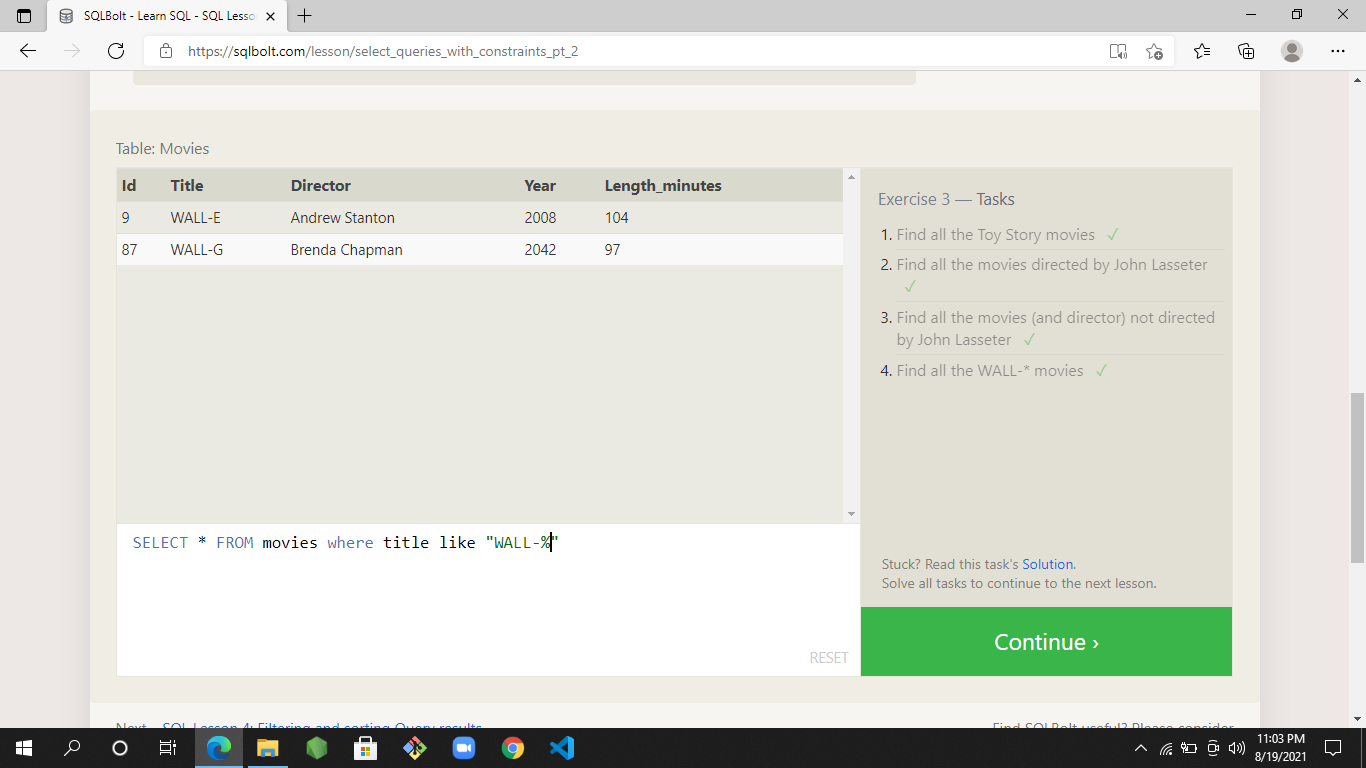 SQLBolt - Learn SQL - SQL Lesso
https://sqlbolt.com/lesson/select_queries_with_constraints_pt_2
Table: Movies
Id Title Director Year Length_minutes
9 WALL-E Andrew Stanton 2008 104
87 WALL-G Brenda Chapman 2042 97
SELECT * FROM movies where title like "WALL-%"
RESET
Exercise 3 — Tasks
1. Find all the Toy Story movies ✓
2. Find all the movies directed by John Lasseter
✓
3. Find all the movies (and director) not directed
by John Lasseter ✓
4. Find all the WALL-* movies ✓
Stuck? Read this task's Solution.
Solve all tasks to continue to the next lesson.
Continue ›
Next – SQL Lesson 4: Filtering and sorting Query results
Find SQLBolt useful? Please consider
11:03 PM
8/19/2021